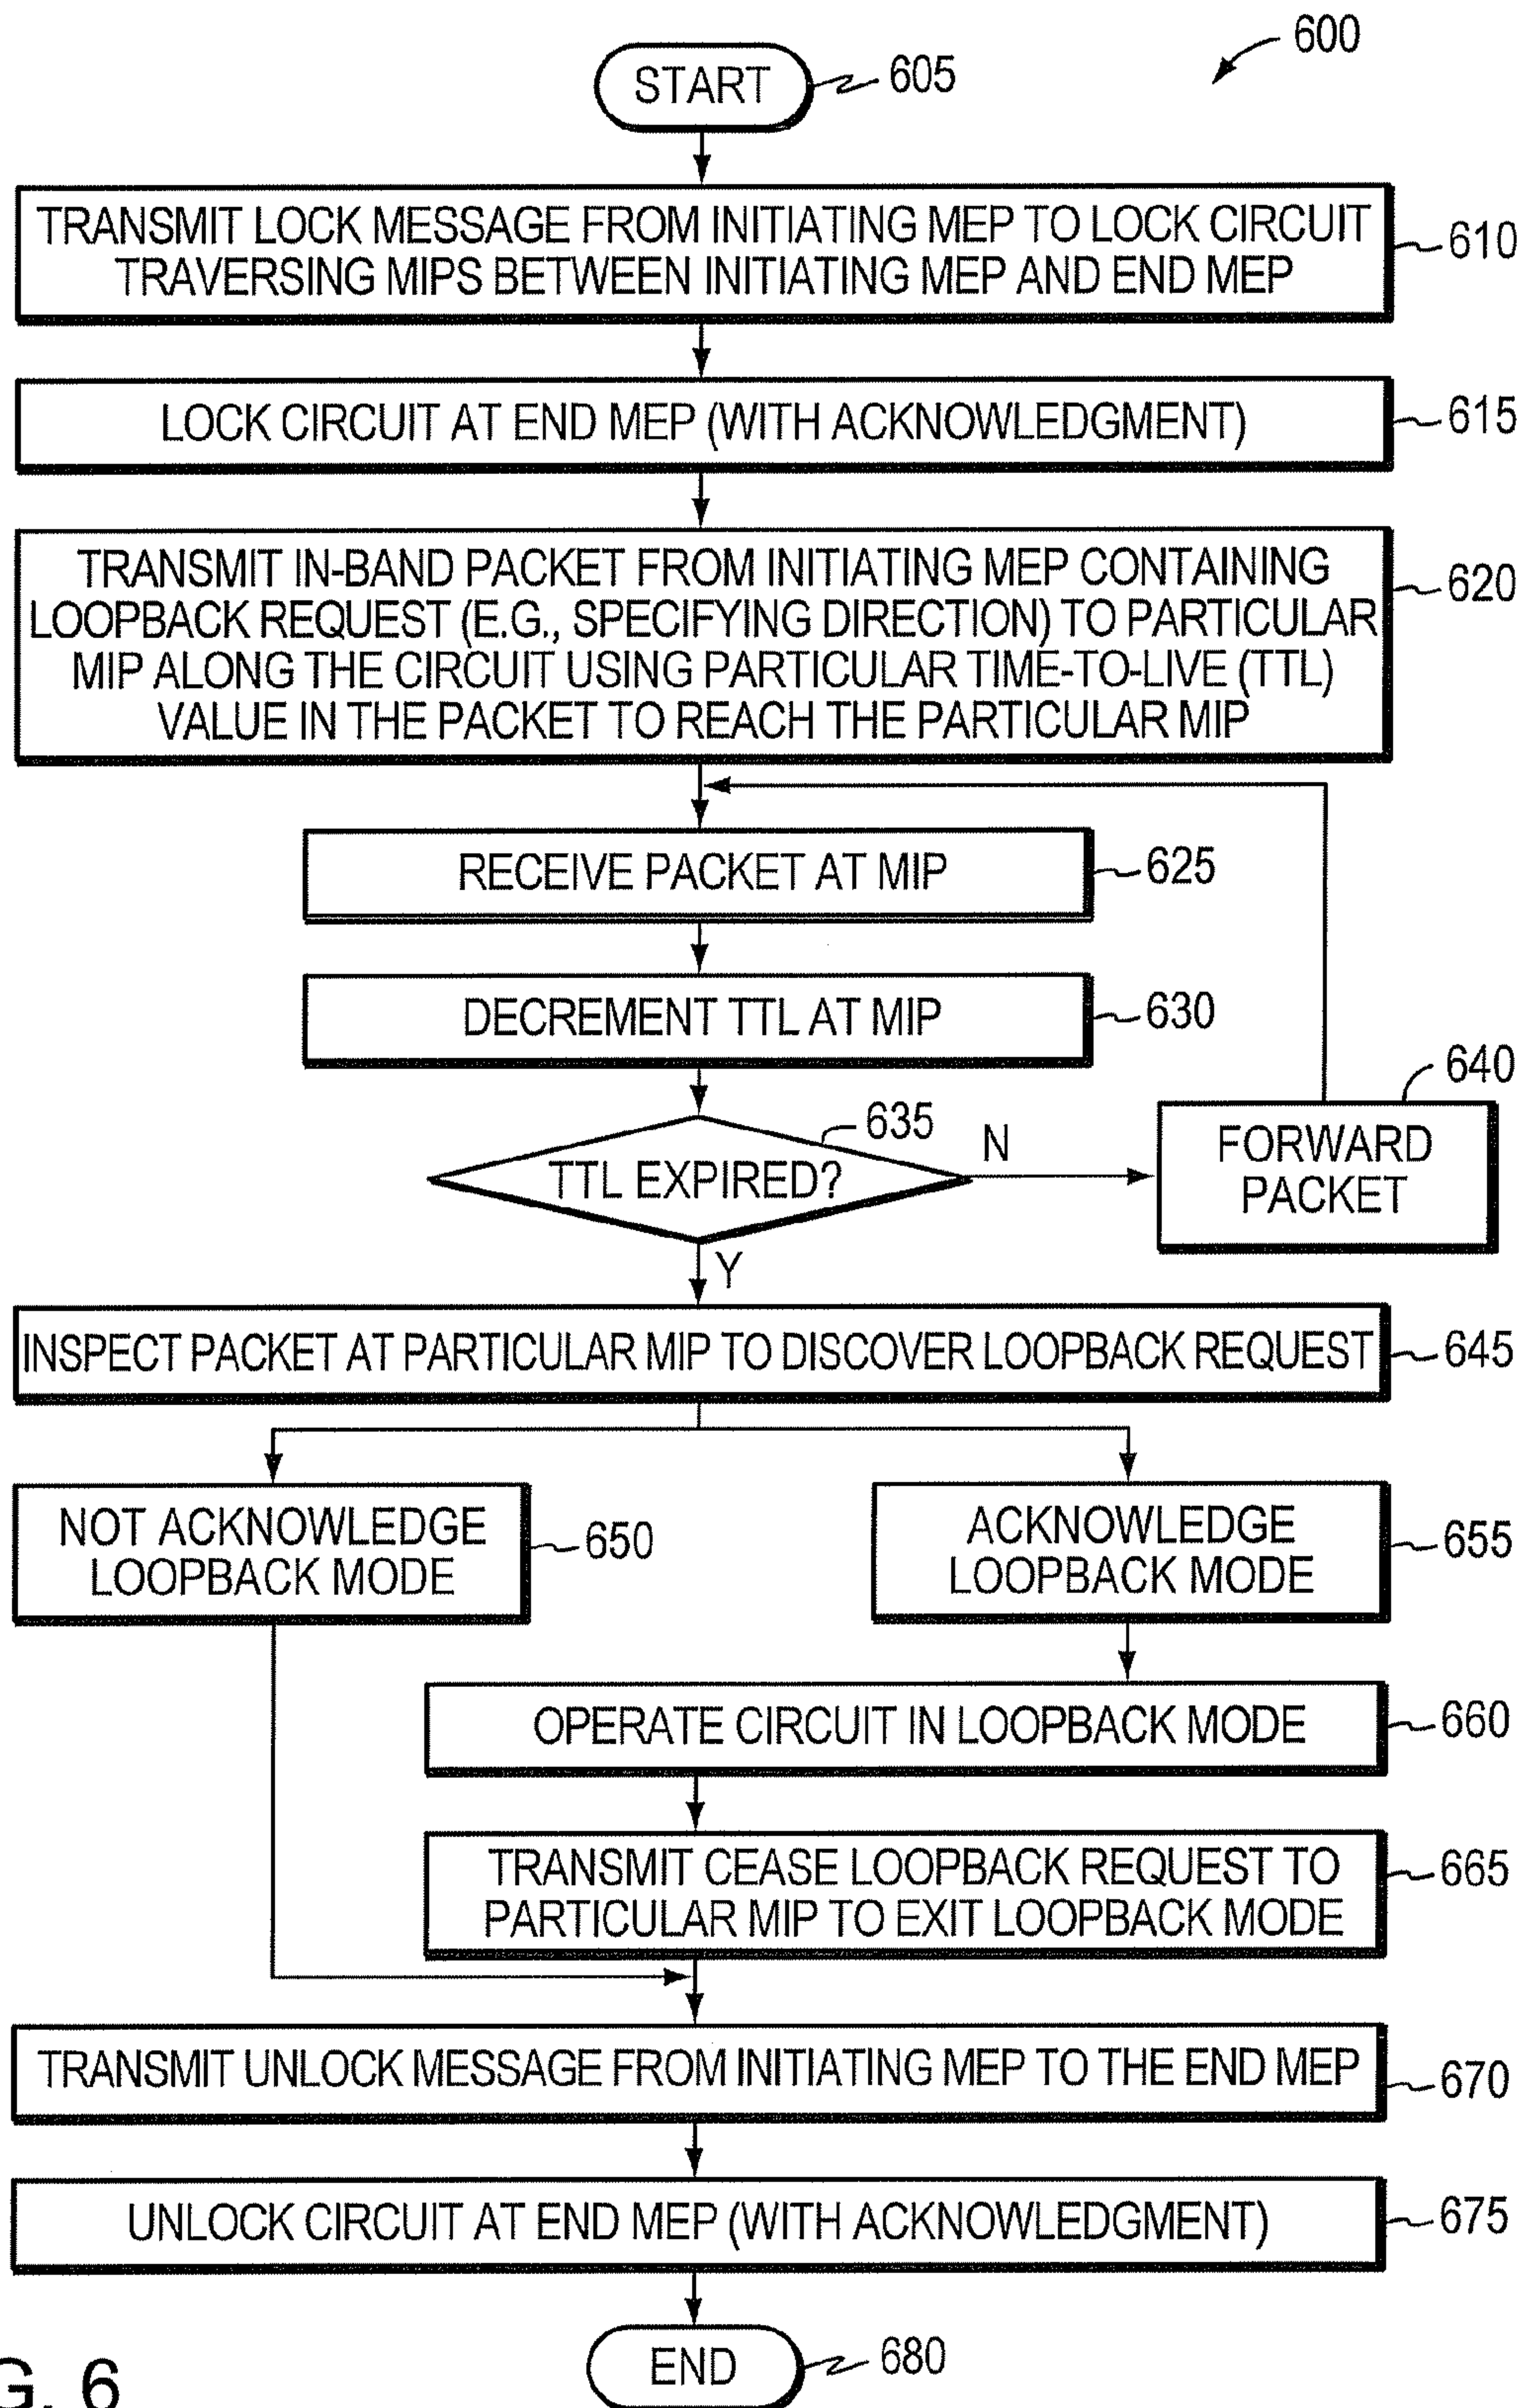 600
START
605
TRANSMIT LOCK MESSAGE FROM INITIATING MEP TO LOCK CIRCUIT
TRAVERSING MIPS BETWEEN INITIATING MEP AND END MEP
610
LOCK CIRCUIT AT END MEP (WITH ACKNOWLEDGMENT)
615
TRANSMIT IN-BAND PACKET FROM INITIATING MEP CONTAINING
LOOPBACK REQUEST (E.G., SPECIFYING DIRECTION) TO PARTICULAR
MIP ALONG THE CIRCUIT USING PARTICULAR TIME-TO-LIVE (TTL)
VALUE IN THE PACKET TO REACH THE PARTICULAR MIP
620
RECEIVE PACKET AT MIP
625
DECREMENT TTL AT MIP
630
TTL EXPIRED?
635
N
FORWARD
PACKET
640
Y
INSPECT PACKET AT PARTICULAR MIP TO DISCOVER LOOPBACK REQUEST
645
NOT ACKNOWLEDGE
LOOPBACK MODE
650
ACKNOWLEDGE
LOOPBACK MODE
655
OPERATE CIRCUIT IN LOOPBACK MODE
660
TRANSMIT CEASE LOOPBACK REQUEST TO
PARTICULAR MIP TO EXIT LOOPBACK MODE
665
TRANSMIT UNLOCK MESSAGE FROM INITIATING MEP TO THE END MEP
670
UNLOCK CIRCUIT AT END MEP (WITH ACKNOWLEDGMENT)
675
END
680
G. 6